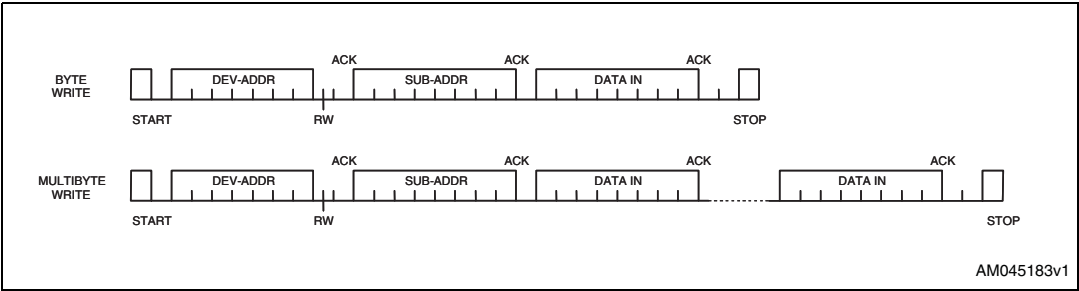 ACK ACK ACK
BYTE
WRITE
DEV-ADDR SUB-ADDR DATA IN
START RW STOP
ACK ACK ACK ACK
MULTIBYTE
WRITE
DEV-ADDR SUB-ADDR DATA IN DATA IN
START RW STOP
AM045183v1